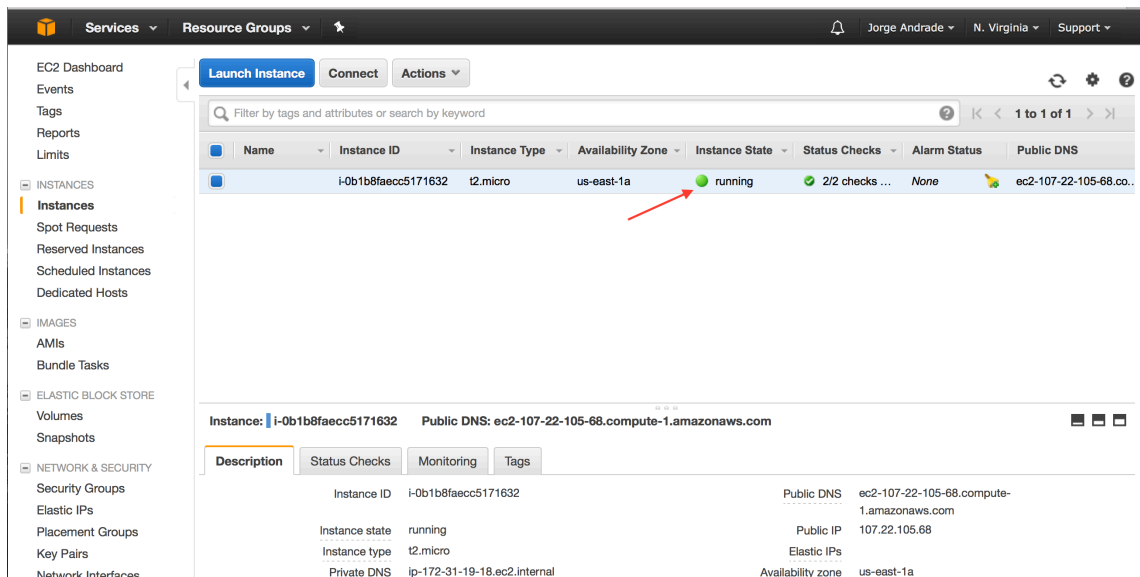 Services Resource Groups Jorge Andrade N. Virginia Support
EC2 Dashboard
Events
Tags
Reports
Limits
INSTANCES
Instances
Spot Requests
Reserved Instances
Scheduled Instances
Dedicated Hosts
IMAGES
AMIs
Bundle Tasks
ELASTIC BLOCK STORE
Volumes
Snapshots
NETWORK & SECURITY
Security Groups
Elastic IPs
Placement Groups
Key Pairs
Network Interfaces
Launch Instance Connect Actions
Filter by tags and attributes or search by keyword 1 to 1 of 1
Name Instance ID Instance Type Availability Zone Instance State Status Checks Alarm Status Public DNS
i-0b1b8faecc5171632 t2.micro us-east-1a running 2/2 checks ... None ec2-107-22-105-68.co...
Instance: i-0b1b8faecc5171632 Public DNS: ec2-107-22-105-68.compute-1.amazonaws.com
Description Status Checks Monitoring Tags
Instance ID i-0b1b8faecc5171632 Public DNS ec2-107-22-105-68.compute-
1.amazonaws.com
Instance state running Public IP 107.22.105.68
Instance type t2.micro Elastic IPs
Private DNS ip-172-31-19-18.ec2.internal Availability zone us-east-1a